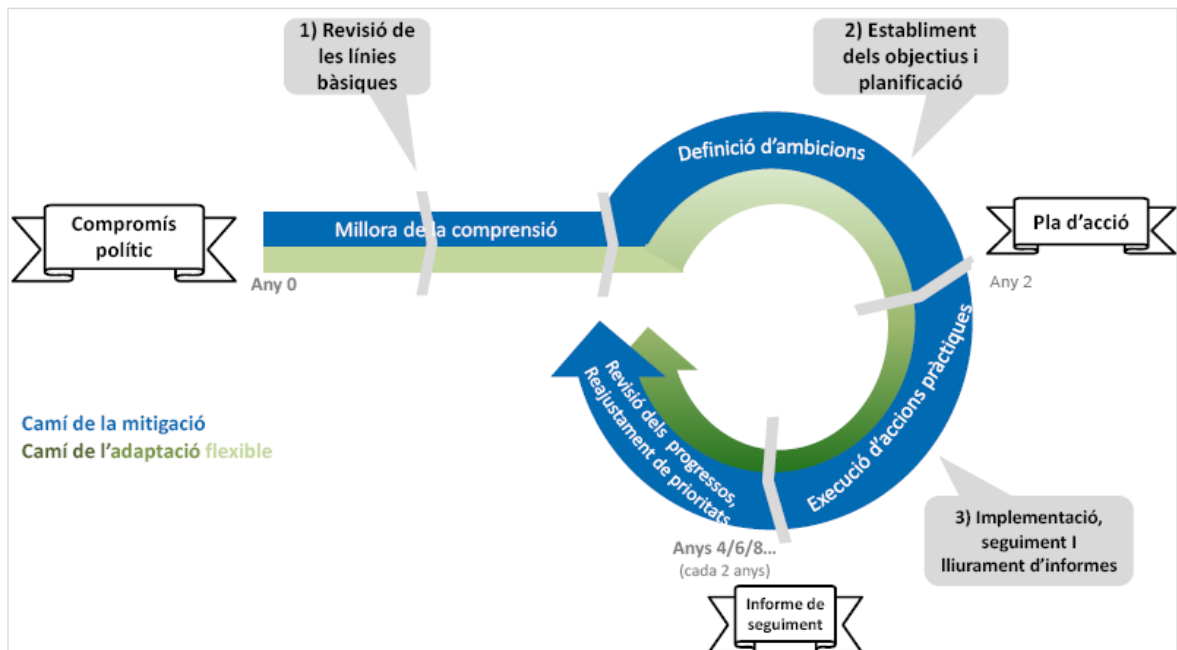 1) Revisió de
les línies
bàsiques
2) Establiment
dels objectius i
planificació
Definició d'ambicions
Compromís
polític
Millora de la comprensió
Pla d'acció
Any 0
Any 2
Execució d'accions pràctiques
Revisió dels progressos,
Reajustament de prioritats
Camí de la mitigació
Camí de l'adaptació flexible
3) Implementació,
seguiment I
lliurament d'informes
Anys 4/6/8...
(cada 2 anys)
Informe de
seguiment